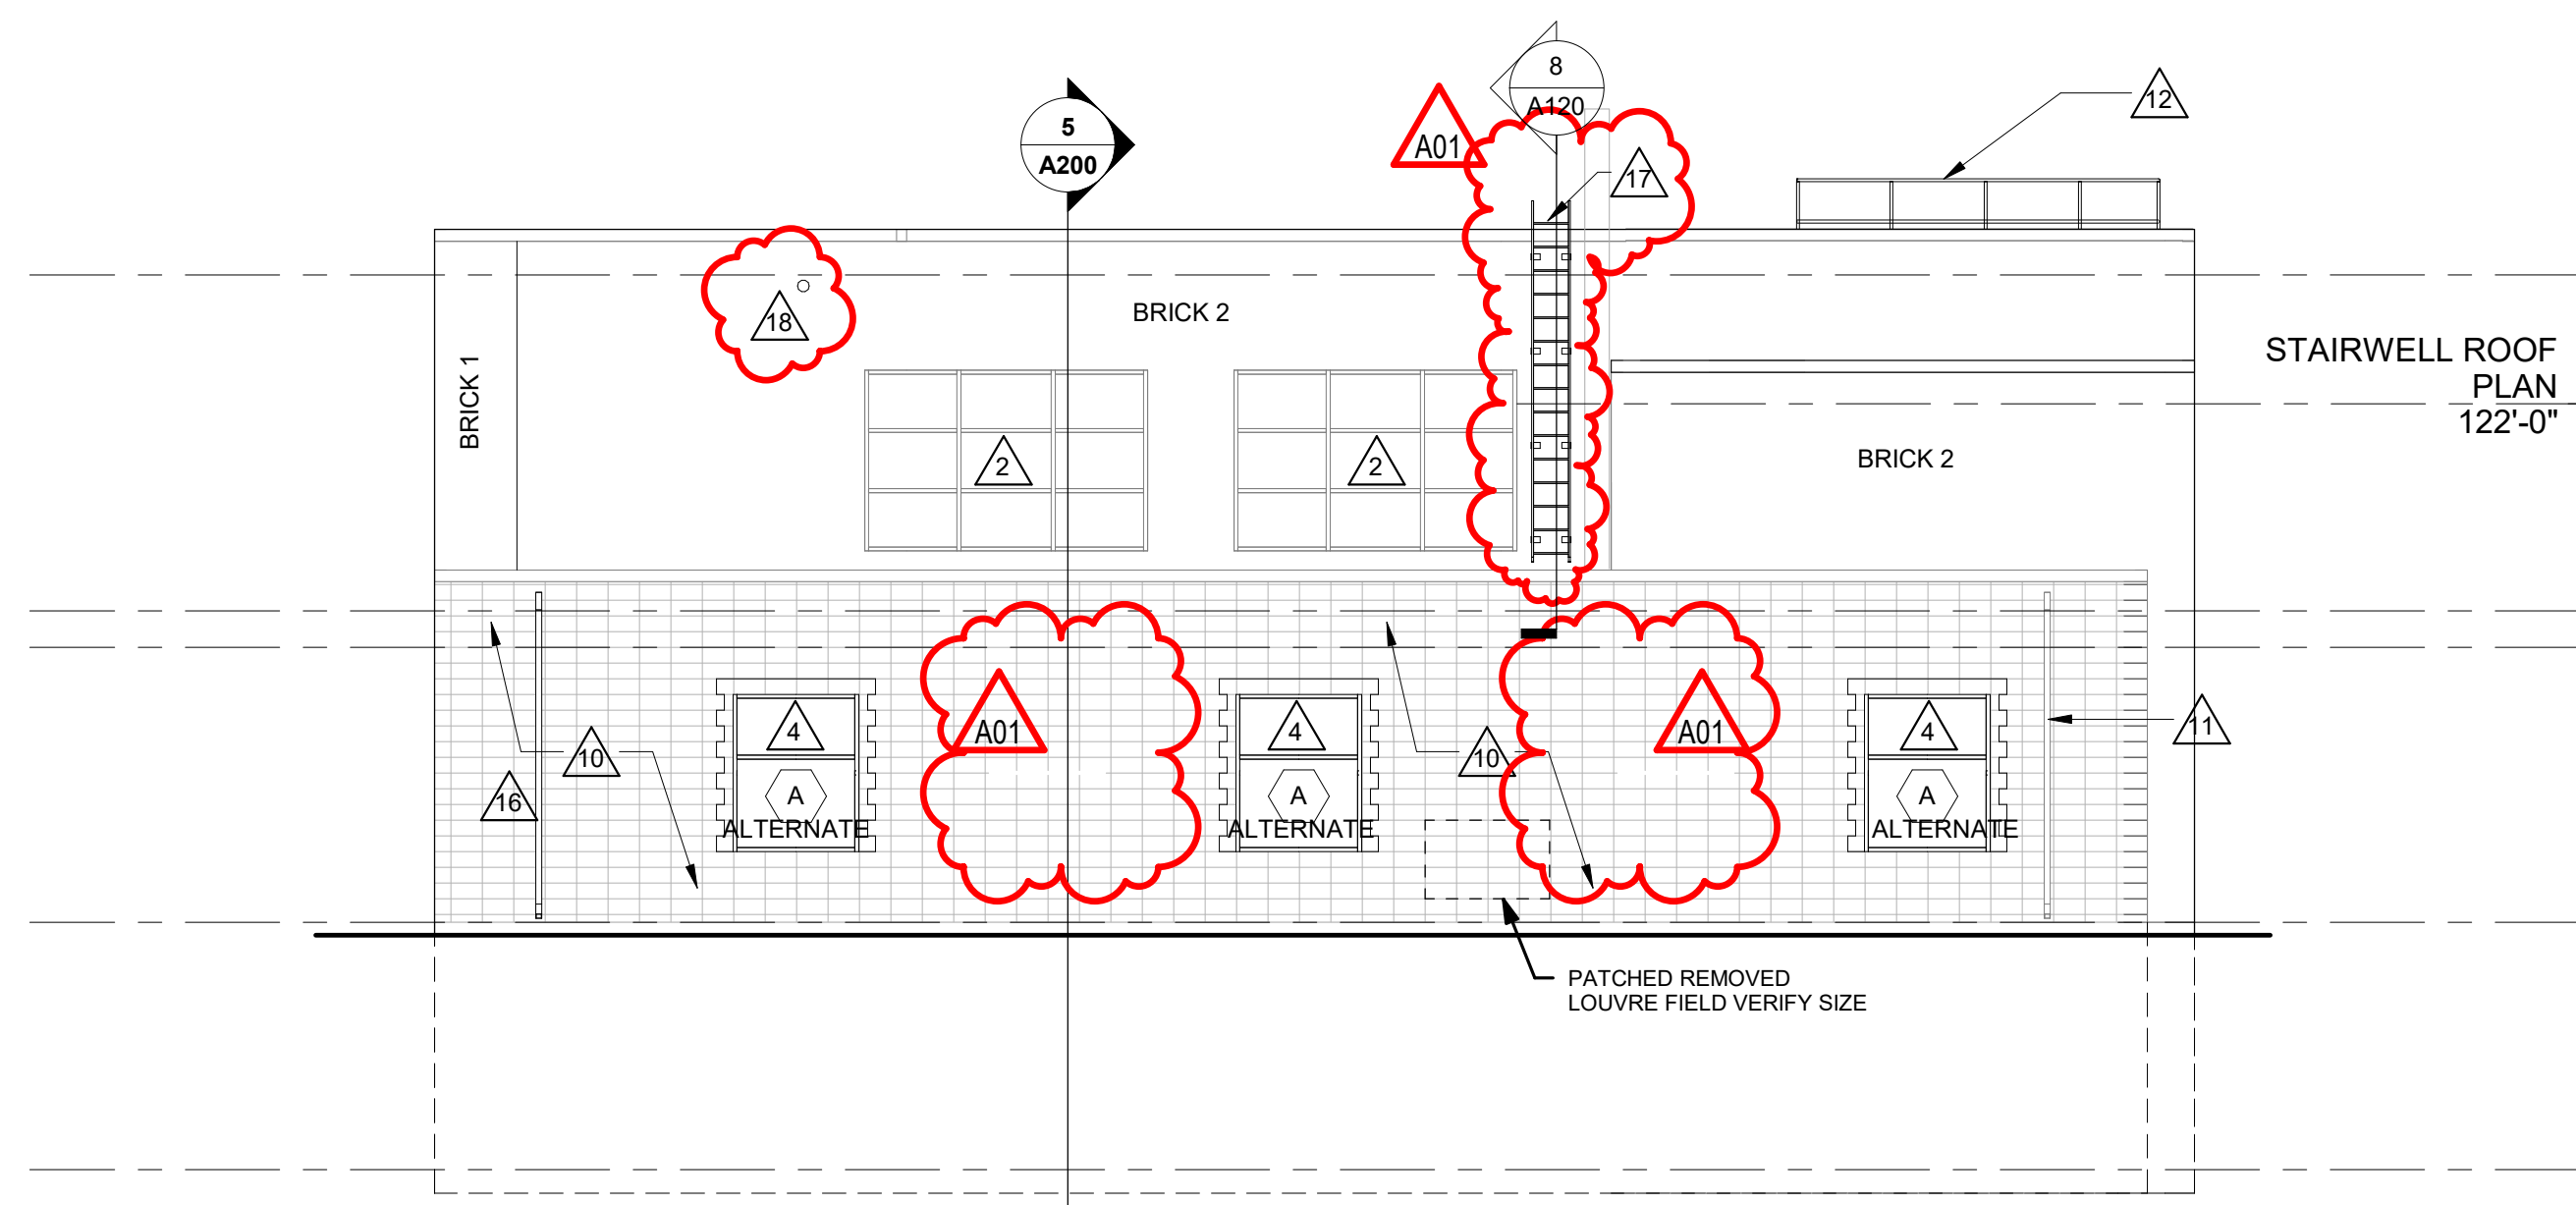 8
A120
A01
12
5
A200
17
18
BRICK 2
STAIRWELL ROOF
PLAN
122'-0"
BRICK 1
2
2
BRICK 2
A01
A01
4
4
4
11
10
10
16
A
A
A
ALTERNATE
ALTERNATE
ALTERNATE
PATCHED REMOVED
LOUVRE FIELD VERIFY SIZE